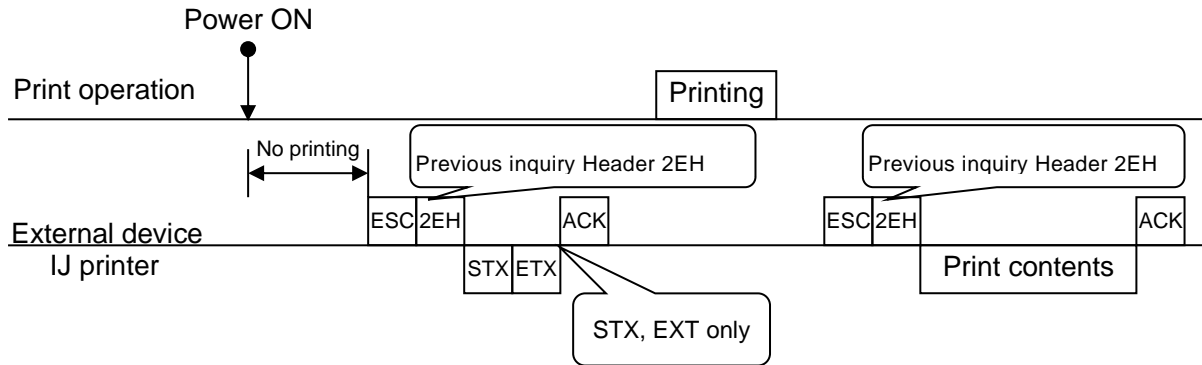 Power ON
Print operation
Printing
No printing
Previous inquiry Header 2EH
Previous inquiry Header 2EH
External device
ESC 2EH ACK ESC 2EH ACK
IJ printer
STX ETX Print contents
STX, EXT only